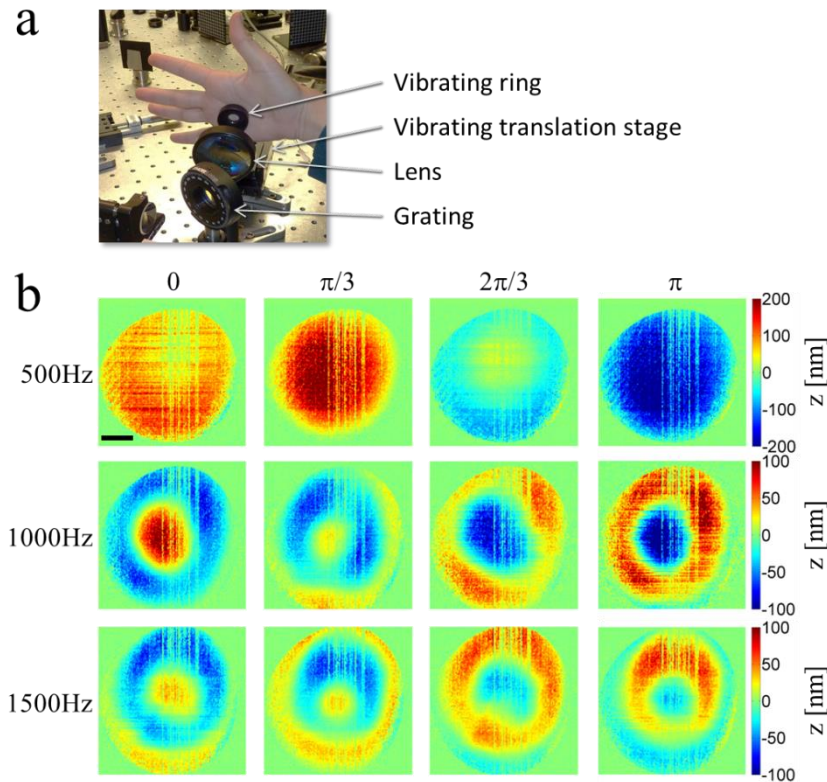 a
Vibrating ring
Vibrating translation stage
Lens
Grating
b
0 π/3 2π/3 π
500Hz
200
100
0
-100
-200
z [nm]
1000Hz
100
50
0
-50
-100
z [nm]
1500Hz
100
50
0
-50
-100
z [nm]